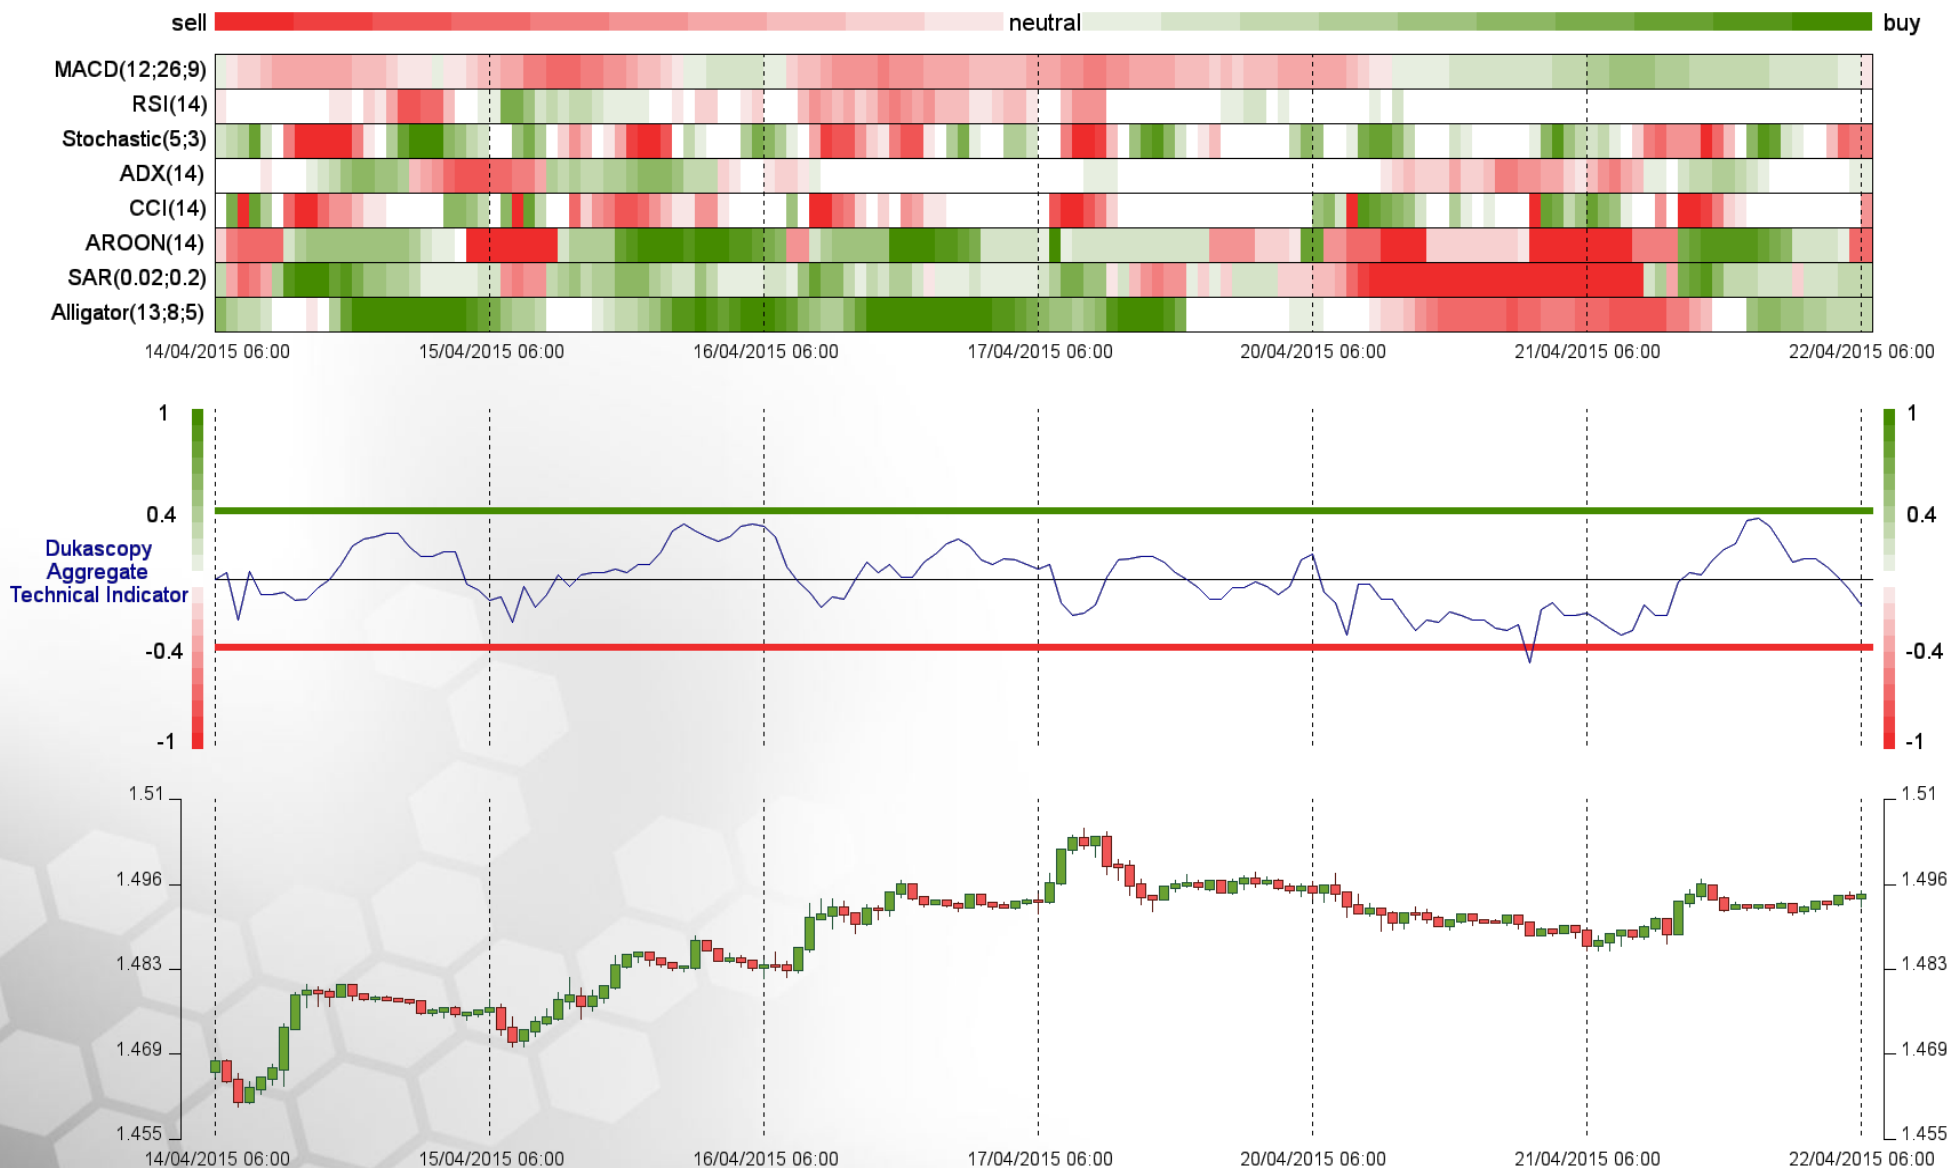 sell neutral buy
MACD(12;26;9)
RSI(14)
Stochastic(5;3)
ADX(14)
CCI(14)
AROON(14)
SAR(0.02;0.2)
Alligator(13;8;5)
14/04/2015 06:00 15/04/2015 06:00 16/04/2015 06:00 17/04/2015 06:00 20/04/2015 06:00 21/04/2015 06:00 22/04/2015 06:00
1 1
0.4 0.4
Dukascopy
Aggregate
Technical Indicator
-0.4 -0.4
-1 -1
1.51 1.51
1.496 1.496
1.483 1.483
1.469 1.469
1.455 1.455
14/04/2015 06:00 15/04/2015 06:00 16/04/2015 06:00 17/04/2015 06:00 20/04/2015 06:00 21/04/2015 06:00 22/04/2015 06:00